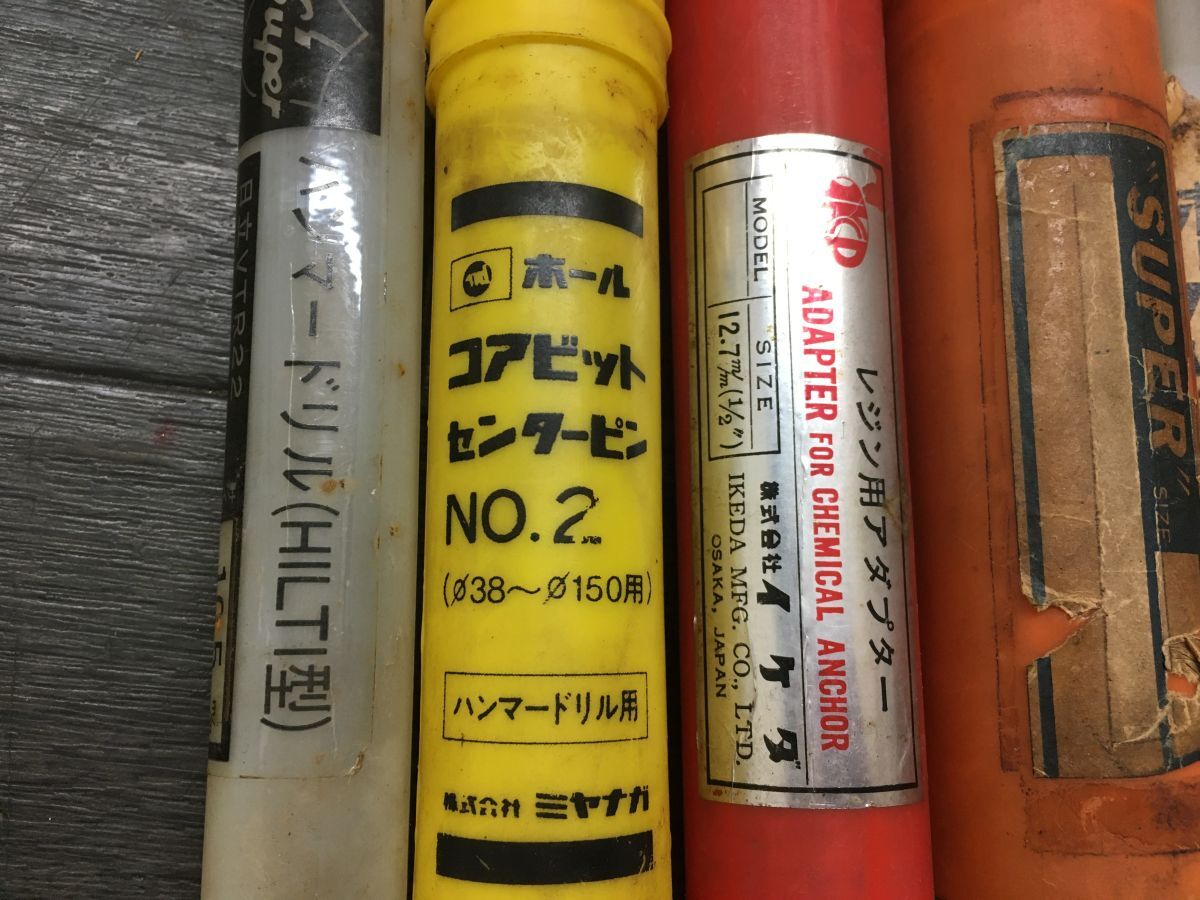 Super
ハンマードリル(HILTI型)
日立VTR22
ホール
コアビット
センターピン
NO.2
(φ38～φ150用)
ハンマードリル用
株式会社 ミヤナガ
レジン用アダプター
ADAPTER FOR CHEMICAL ANCHOR
MODEL
SIZE
12.7m/m(1/2")
株式会社イケダ
IKEDA MFG. CO., LTD.
OSAKA, JAPAN
"SUPER"
SIZE